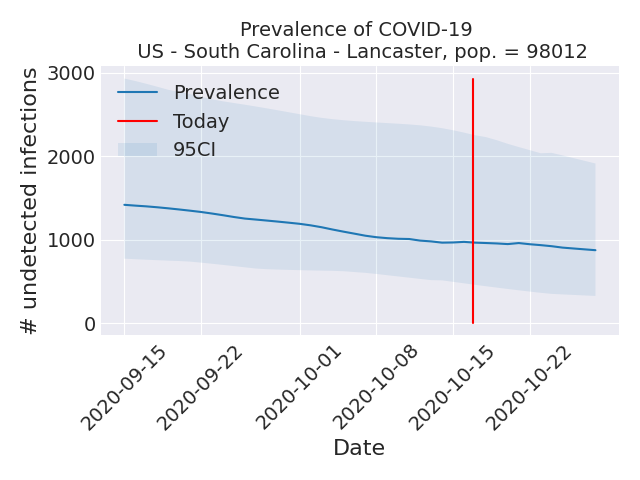 Prevalence of COVID-19
US - South Carolina - Lancaster, pop. = 98012
# undetected infections
3000
2000
1000
0
Prevalence
Today
95CI
2020-09-15
2020-09-22
2020-10-01
2020-10-08
2020-10-15
2020-10-22
Date